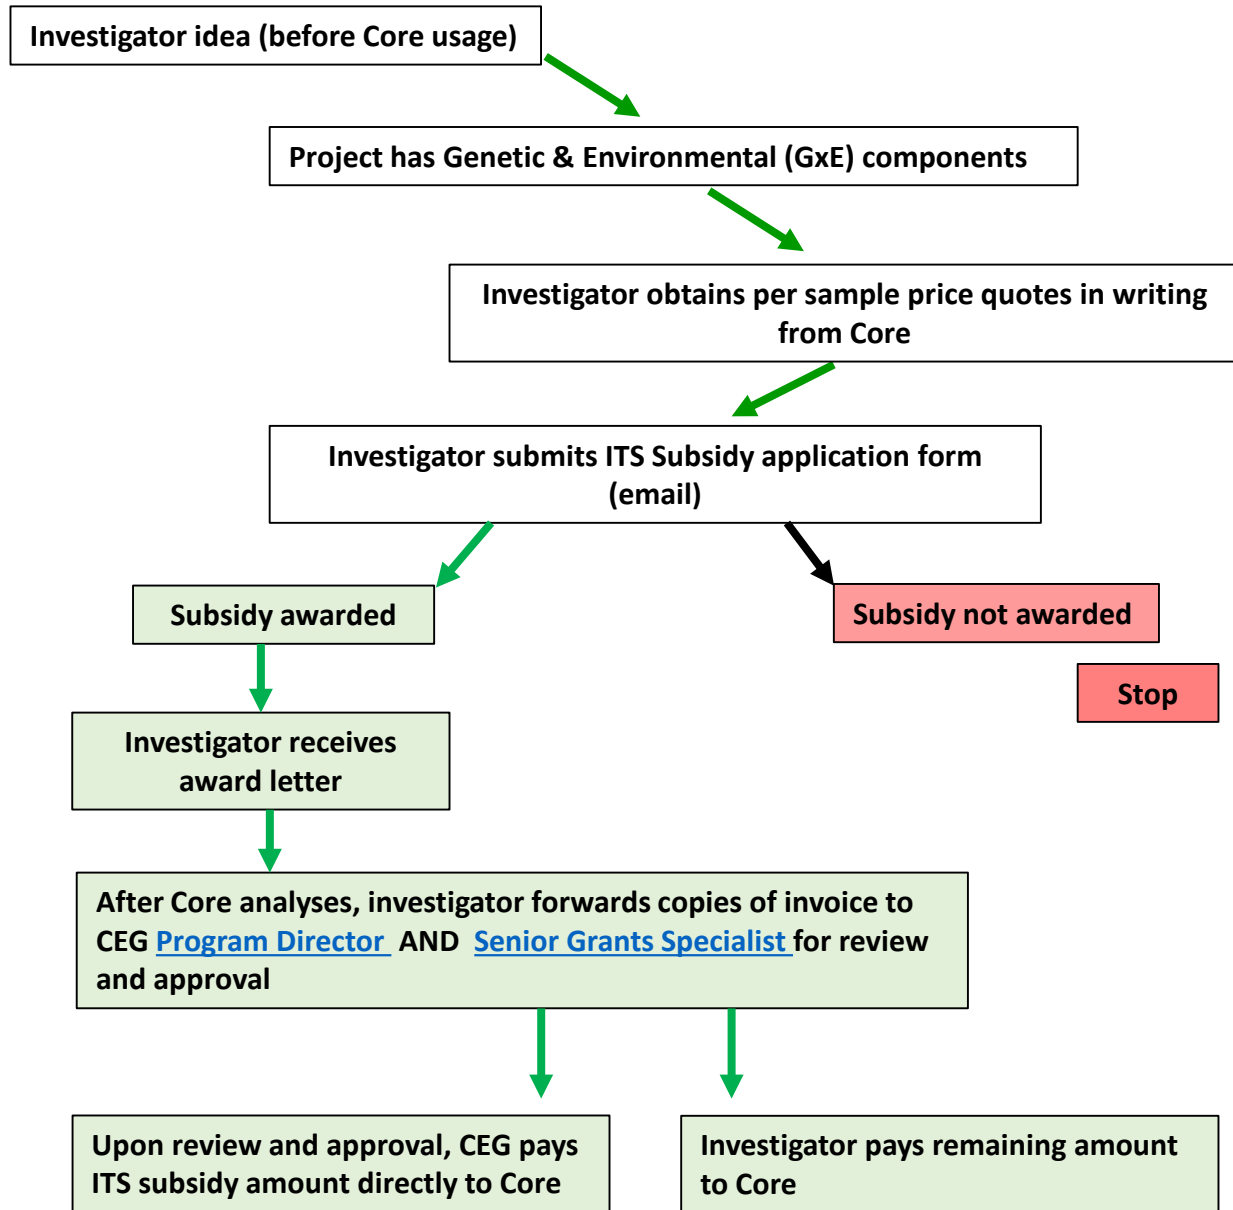 Investigator idea (before Core usage)
Project has Genetic & Environmental (GxE) components
Investigator obtains per sample price quotes in writing
from Core
Investigator submits ITS Subsidy application form
(email)
Subsidy awarded
Subsidy not awarded
Stop
Investigator receives
award letter
After Core analyses, investigator forwards copies of invoice to
CEG Program Director AND Senior Grants Specialist for review
and approval
Upon review and approval, CEG pays
ITS subsidy amount directly to Core
Investigator pays remaining amount
to Core